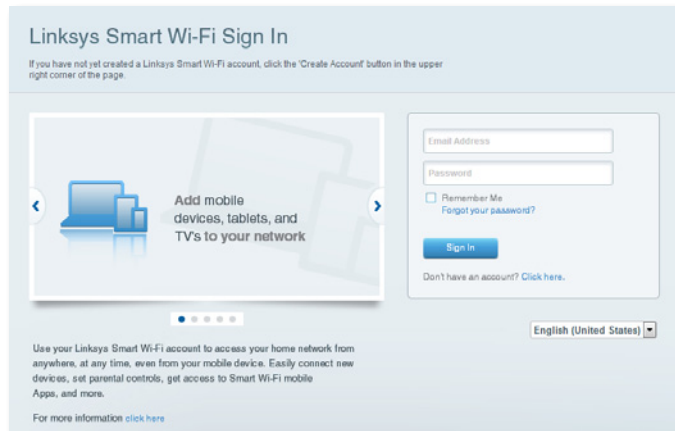 Linksys Smart Wi-Fi Sign In
If you have not yet created a Linksys Smart Wi-Fi account, click the 'Create Account' button in the upper
right corner of the page.
Add mobile
devices, tablets, and
TV's to your network
Email Address
Password
Remember Me
Forgot your password?
Sign In
Don't have an account? Click here.
English (United States)
Use your Linksys Smart Wi-Fi account to access your home network from
anywhere, at any time, even from your mobile device. Easily connect new
devices, set parental controls, get access to Smart Wi-Fi mobile
Apps, and more.
For more information click here